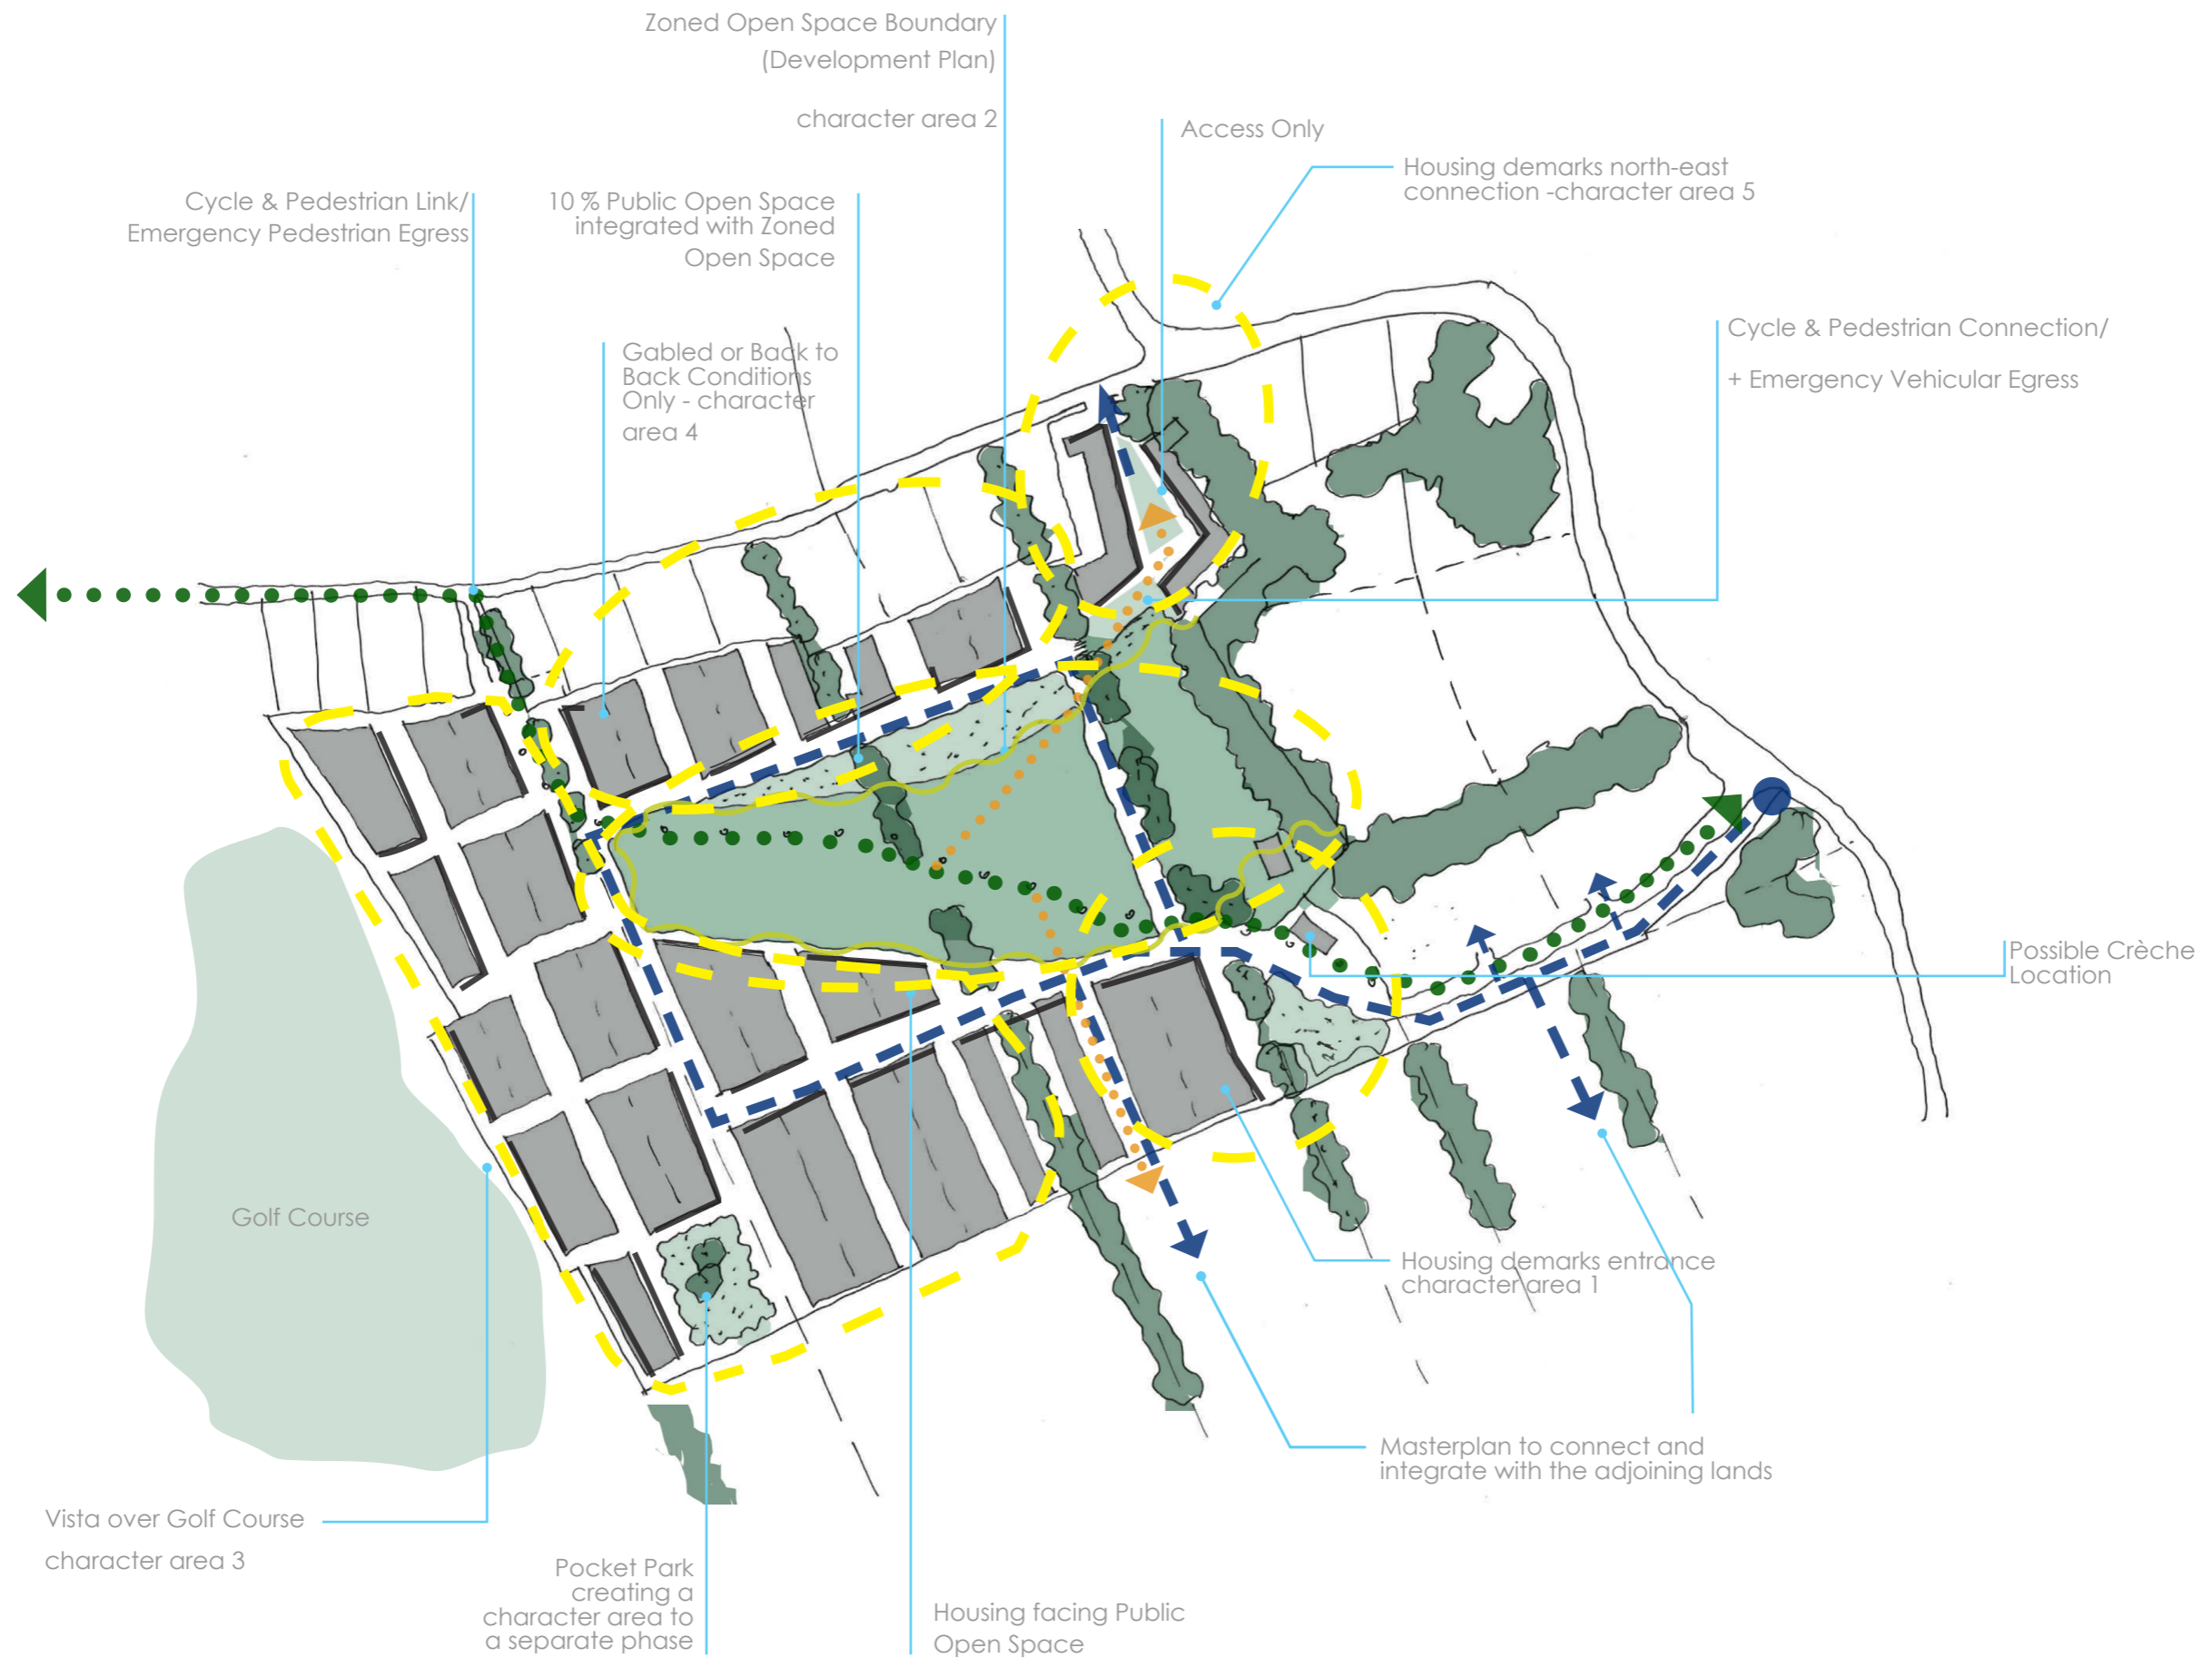 Zoned Open Space Boundary
(Development Plan)
character area 2
Access Only
Housing demarks north-east
connection -character area 5
Cycle & Pedestrian Link/
Emergency Pedestrian Egress
10 % Public Open Space
integrated with Zoned
Open Space
Cycle & Pedestrian Connection/
+ Emergency Vehicular Egress
Gabled or Back to
Back Conditions
Only - character
area 4
Possible Crèche
Location
Golf Course
Housing demarks entrance
character area 1
Masterplan to connect and
integrate with the adjoining lands
Vista over Golf Course
character area 3
Pocket Park
creating a
character area to
a separate phase
Housing facing Public
Open Space